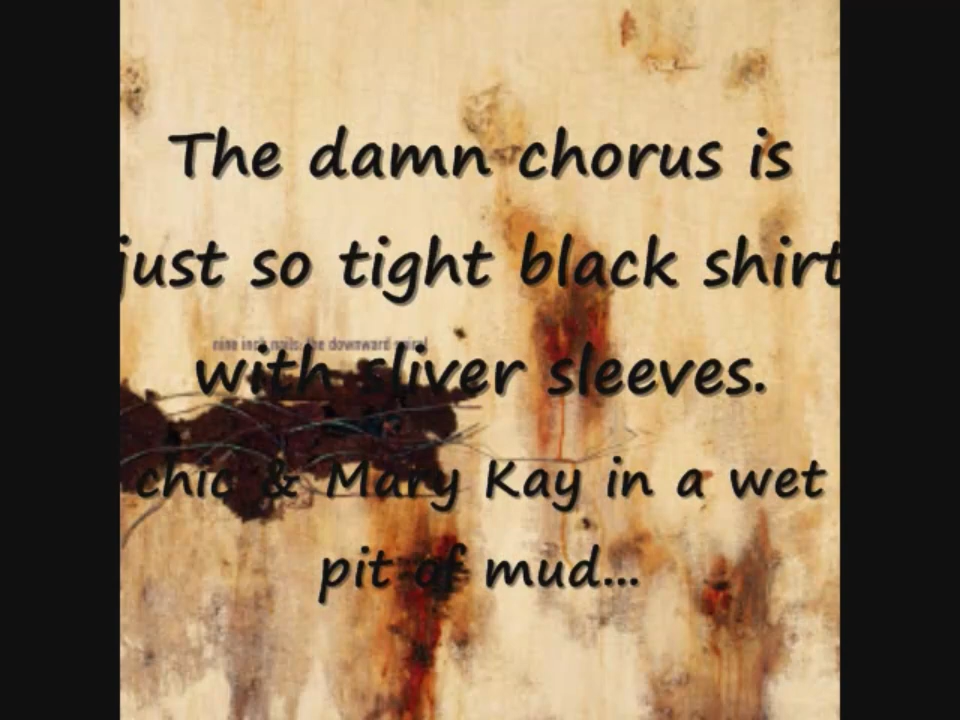 The damn chorus is
just so tight black shirt
nine inch nails: the downward spiral
with sliver sleeves.
chic & Mary Kay in a wet
pit of mud...